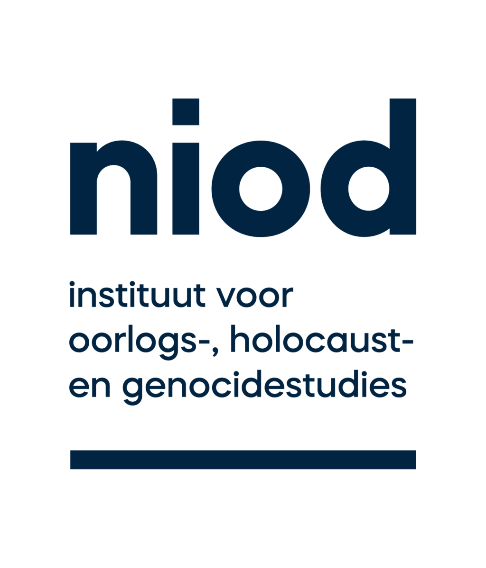 niod
instituut voor
oorlogs-, holocaust-
en genocidestudies